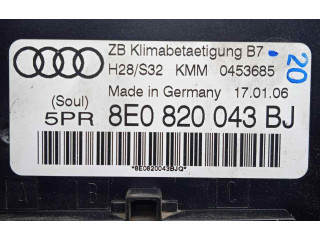 ZB Klimabetaetigung B7
H28/S32 KMM 0453685
20
Made in Germany 17.01.06
(Soul)
5PR 8E0 820 043 BJ
*8E0820043BJQ*
A B C